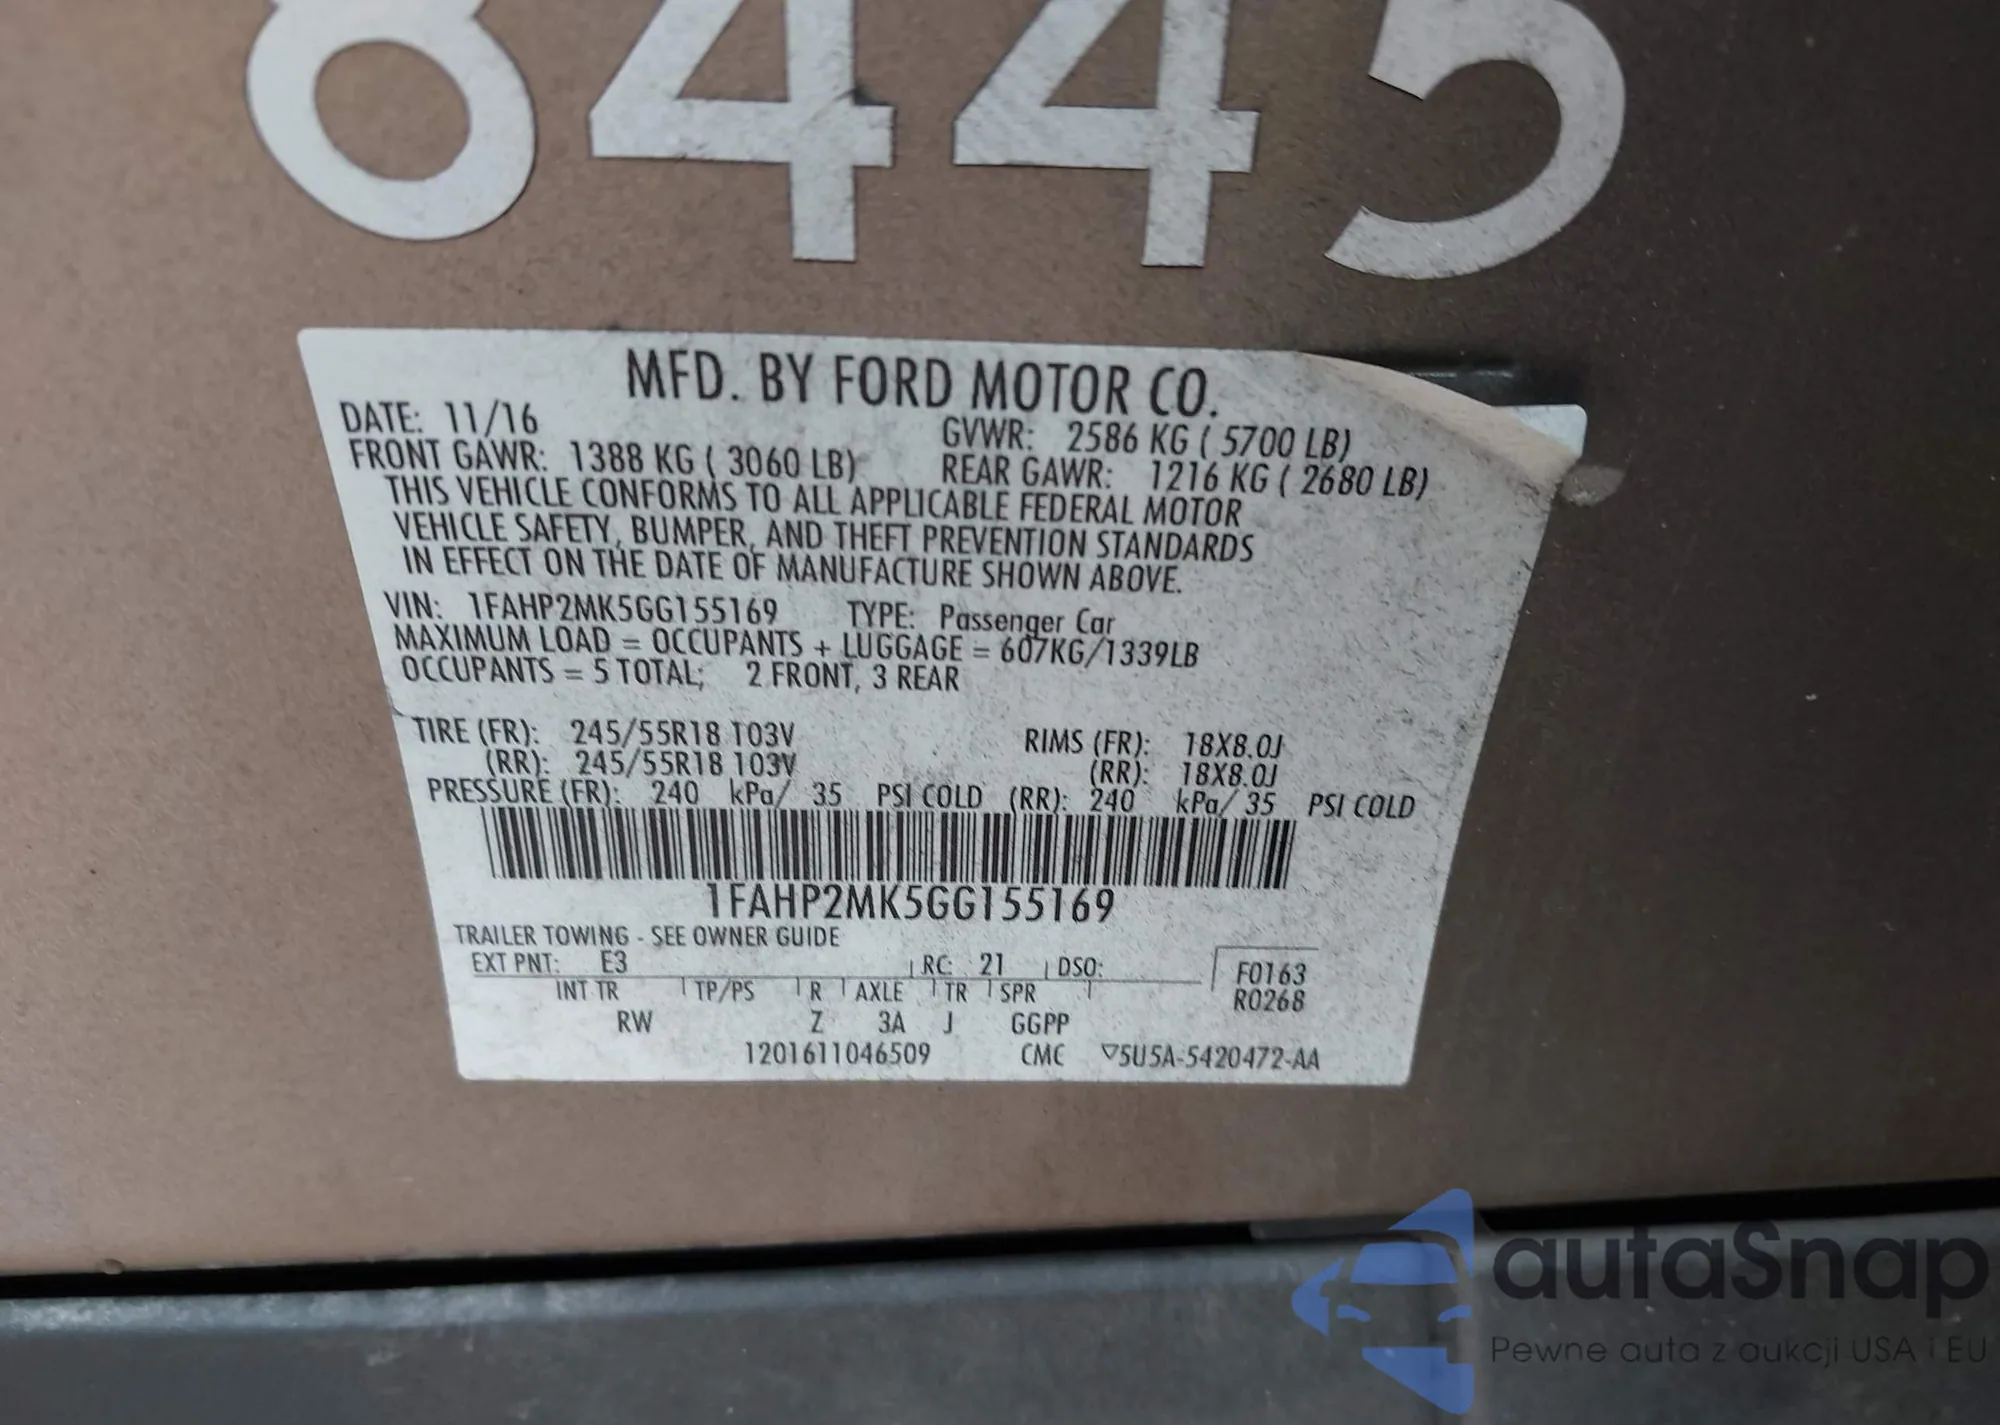 8445
MFD. BY FORD MOTOR CO.
DATE: 11/16 GVWR: 2586 KG ( 5700 LB)
FRONT GAWR: 1388 KG ( 3060 LB) REAR GAWR: 1216 KG ( 2680 LB)
THIS VEHICLE CONFORMS TO ALL APPLICABLE FEDERAL MOTOR
VEHICLE SAFETY, BUMPER, AND THEFT PREVENTION STANDARDS
IN EFFECT ON THE DATE OF MANUFACTURE SHOWN ABOVE.
VIN: 1FAHP2MK5GG155169 TYPE: Passenger Car
MAXIMUM LOAD = OCCUPANTS + LUGGAGE = 607KG/1339LB
OCCUPANTS = 5 TOTAL; 2 FRONT, 3 REAR
TIRE (FR): 245/55R18 103V RIMS (FR): 18X8.0J
(RR): 245/55R18 103V (RR): 18X8.0J
PRESSURE (FR): 240 kPa/ 35 PSI COLD (RR): 240 kPa/ 35 PSI COLD
1FAHP2MK5GG155169
TRAILER TOWING - SEE OWNER GUIDE
EXT PNT: E3 RC: 21 DSO: F0163
INT TR TP/PS R AXLE TR SPR R0268
RW Z 3A J GGPP
1201611046509 CMC ▽5U5A-5420472-AA
autaSnap
Pewne auta z aukcji USA i EU